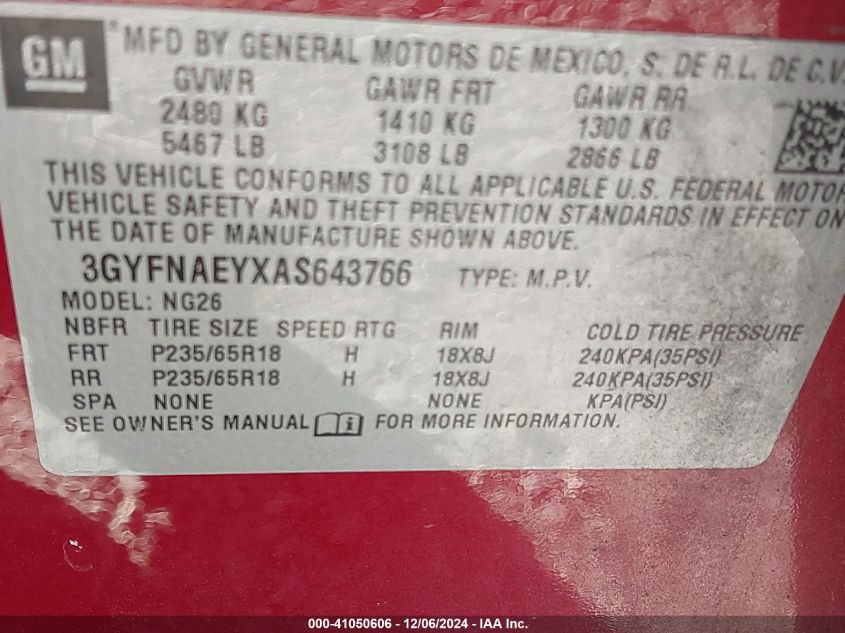 GM
® MFD BY GENERAL MOTORS DE MEXICO, S. DE R.L. DE C.V.
GVWR GAWR FRT GAWR RR
2480 KG 1410 KG 1300 KG
5467 LB 3108 LB 2866 LB
THIS VEHICLE CONFORMS TO ALL APPLICABLE U.S. FEDERAL MOTOR
VEHICLE SAFETY AND THEFT PREVENTION STANDARDS IN EFFECT ON
THE DATE OF MANUFACTURE SHOWN ABOVE.
3GYFNAEYXAS643766 TYPE: M.P.V.
MODEL: NG26
NBFR TIRE SIZE SPEED RTG RIM COLD TIRE PRESSURE
FRT P235/65R18 H 18X8J 240KPA(35PSI)
RR P235/65R18 H 18X8J 240KPA(35PSI)
SPA NONE NONE KPA(PSI)
SEE OWNER'S MANUAL FOR MORE INFORMATION.
000-41050606 - 12/06/2024 - IAA Inc.